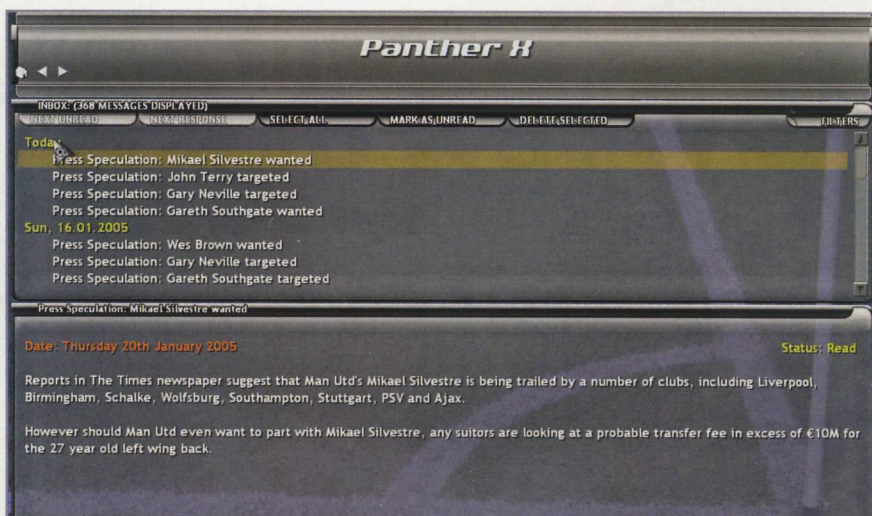 Panther X
INBOX: (368 MESSAGES DISPLAYED)
NEXT UNREAD NEXT RESPONSE SELECT ALL MARK AS UNREAD DELETE SELECTED FILTERS
Today
Press Speculation: Mikael Silvestre wanted
Press Speculation: John Terry targeted
Press Speculation: Gary Neville targeted
Press Speculation: Gareth Southgate wanted
Sun, 16.01.2005
Press Speculation: Wes Brown wanted
Press Speculation: Gary Neville targeted
Press Speculation: Gareth Southgate targeted
Press Speculation: Mikael Silvestre wanted
Date: Thursday 20th January 2005 Status: Read
Reports in The Times newspaper suggest that Man Utd's Mikael Silvestre is being trailed by a number of clubs, including Liverpool,
Birmingham, Schalke, Wolfsburg, Southampton, Stuttgart, PSV and Ajax.
However should Man Utd even want to part with Mikael Silvestre, any suitors are looking at a probable transfer fee in excess of €10M for
the 27 year old left wing back.